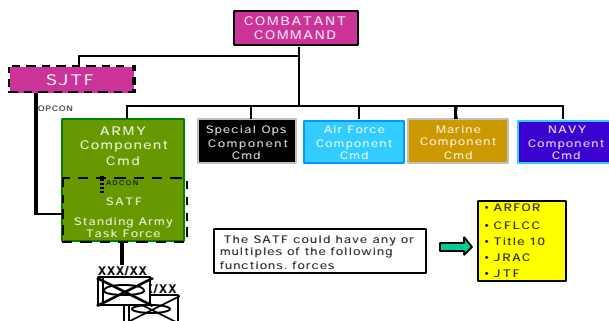 COMBATANT
COMMAND
SJTF
OPCON
ARMY
Component
Cmd
Special Ops
Component
Cmd
Air Force
Component
Cmd
Marine
Component
Cmd
NAVY
Component
Cmd
ADCON
SATF
Standing Army
Task Force
The SATF could have any or
multiples of the following
functions. forces
• ARFOR
• CFLCC
• Title 10
• JRAC
• JTF
XXX/XX
/XX